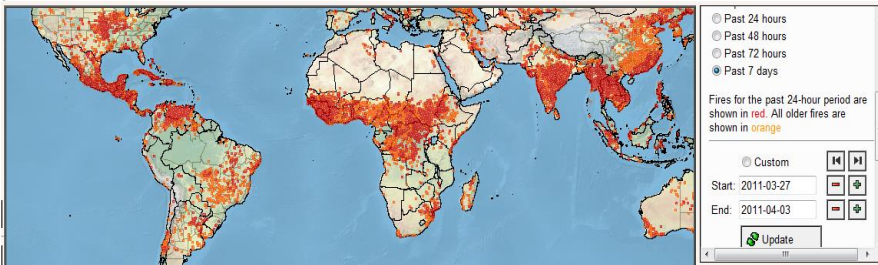 Past 24 hours
Past 48 hours
Past 72 hours
Past 7 days
Fires for the past 24-hour period are
shown in red. All older fires are
shown in orange
Custom
Start: 2011-03-27
End: 2011-04-03
Update